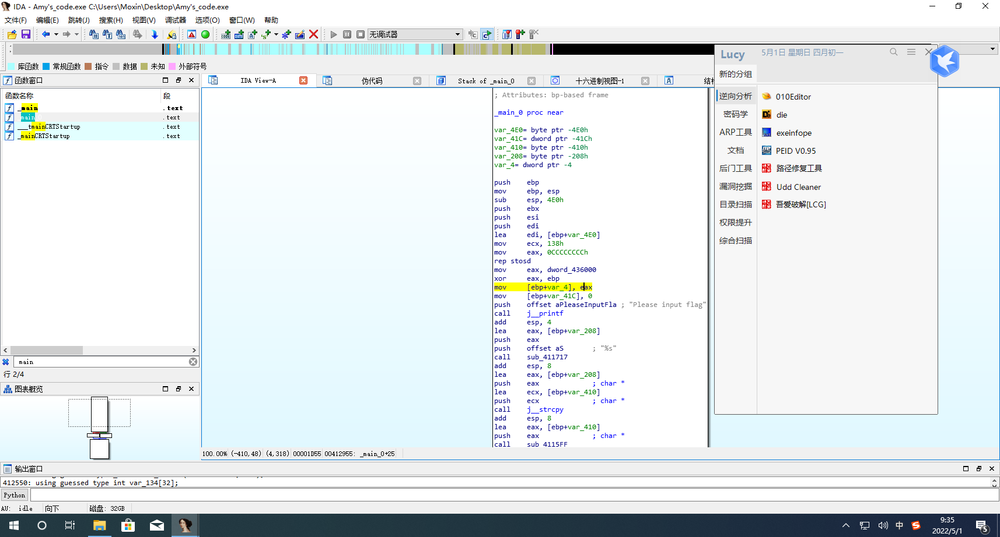 IDA - Amy's_code.exe C:\Users\Moxin\Desktop\Amy's_code.exe
文件(F) 编辑(E) 跳转(J) 搜索(H) 视图(V) 调试器 选项(O) 窗口(W) 帮助
无调试器
库函数 常规函数 指令 数据 未知 外部符号
函数窗口
函数名称 段
_main .text
main .text
___tmainCRTStartup .text
_mainCRTStartup .text
main
行 2/4
图表概览
IDA View-A 伪代码 Stack of _main_0 十六进制视图-1
; Attributes: bp-based frame
_main_0 proc near
var_4E0= byte ptr -4E0h
var_41C= dword ptr -41Ch
var_410= byte ptr -410h
var_208= byte ptr -208h
var_4= dword ptr -4
push ebp
mov ebp, esp
sub esp, 4E0h
push ebx
push esi
push edi
lea edi, [ebp+var_4E0]
mov ecx, 138h
mov eax, 0CCCCCCCCh
rep stosd
mov eax, dword_436000
xor eax, ebp
mov [ebp+var_4], eax
mov [ebp+var_41C], 0
push offset aPleaseInputFla ; "Please input flag"
call j__printf
add esp, 4
lea eax, [ebp+var_208]
push eax
push offset aS ; "%s"
call sub_411717
add esp, 8
lea eax, [ebp+var_208]
push eax ; char *
lea ecx, [ebp+var_410]
push ecx ; char *
call j__strcpy
add esp, 8
lea eax, [ebp+var_410]
push eax ; char *
call sub_4115FF
100.00% (-410,48) (4,318) 00001D55 00412955: _main_0+25
Lucy 5月1日 星期日 四月初一
新的分组
逆向分析
密码学
ARP工具
文档
后门工具
漏洞挖掘
目录扫描
权限提升
综合扫描
010Editor
die
exeinfope
PEID V0.95
路径修复工具
Udd Cleaner
吾爱破解[LCG]
输出窗口
412550: using guessed type int var_134[32];
Python
AU: idle 向下 磁盘: 32GB
中
9:35
2022/5/1
5